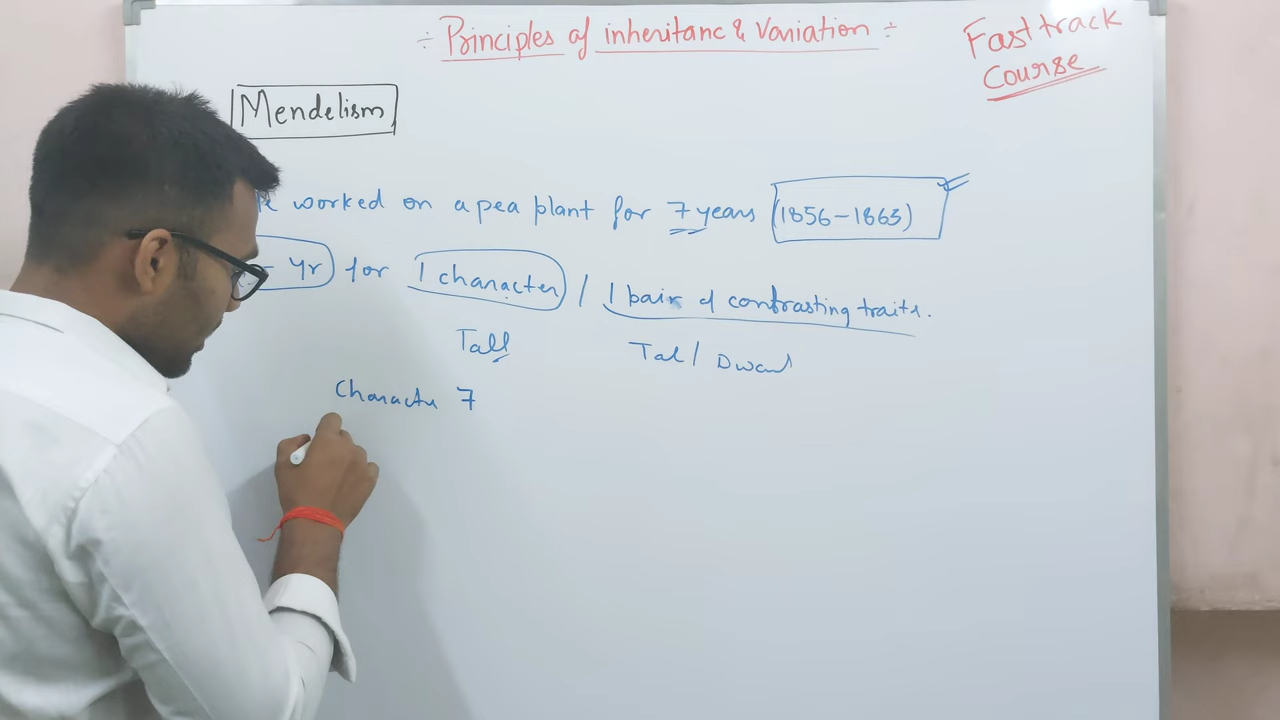 ÷ Principles of inheritanc & Variation ÷
Fast track
Course
Mendelism
worked on a pea plant for 7 years (1856-1863)
- Yr for 1 character / 1 pair of contrasting traits.
Tall Tal / Dwarf
Character 7